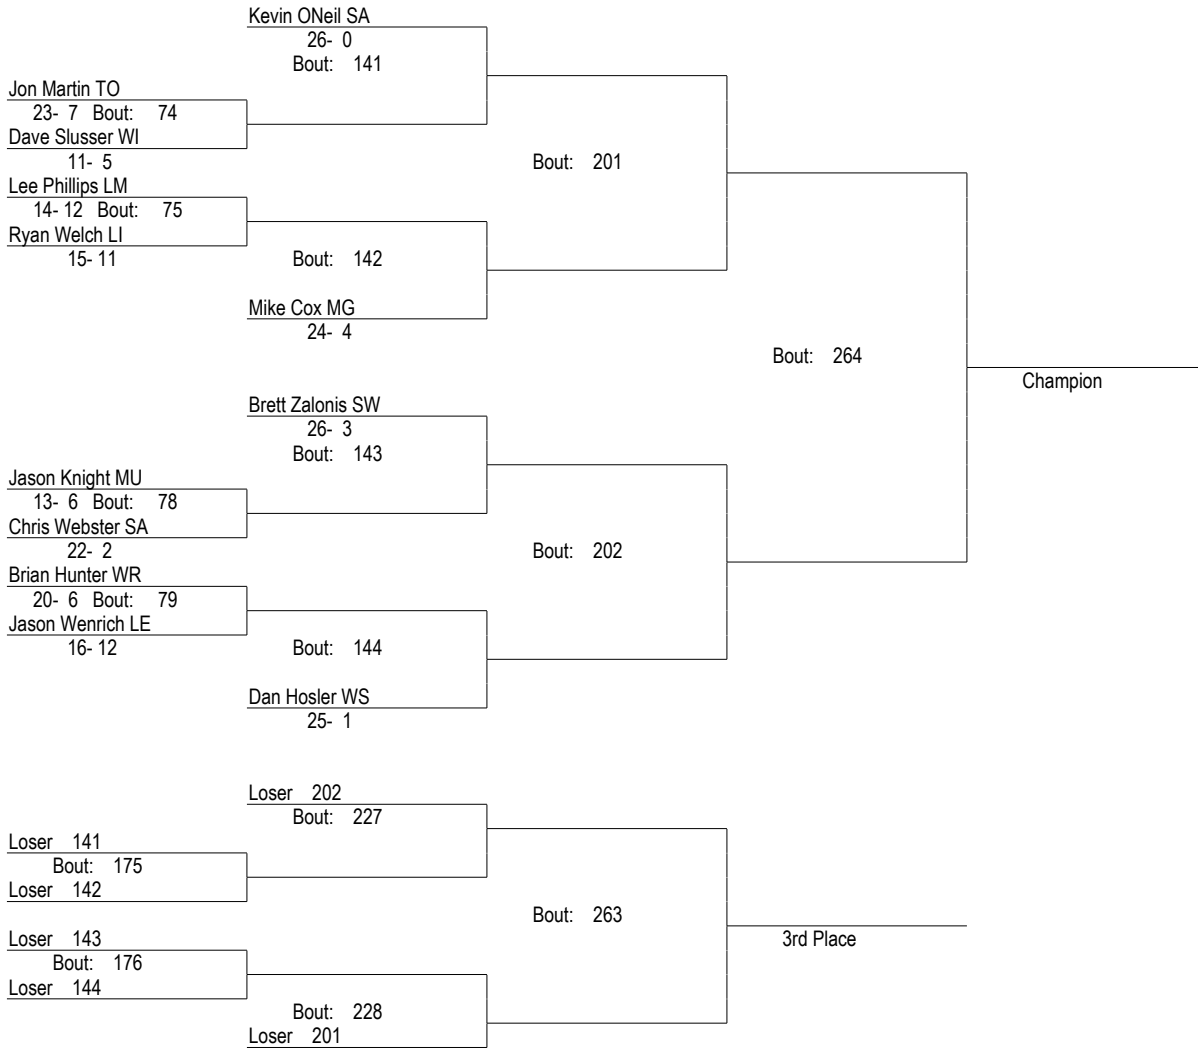 Kevin ONeil SA
26- 0
Bout: 141
Jon Martin TO
23- 7 Bout: 74
Dave Slusser WI
11- 5
Bout: 201
Lee Phillips LM
14- 12 Bout: 75
Ryan Welch LI
15- 11
Bout: 142
Mike Cox MG
24- 4
Bout: 264
Champion
Brett Zalonis SW
26- 3
Bout: 143
Jason Knight MU
13- 6 Bout: 78
Chris Webster SA
22- 2
Bout: 202
Brian Hunter WR
20- 6 Bout: 79
Jason Wenrich LE
16- 12
Bout: 144
Dan Hosler WS
25- 1
Loser 202
Bout: 227
Loser 141
Bout: 175
Loser 142
Bout: 263
Loser 143
3rd Place
Bout: 176
Loser 144
Bout: 228
Loser 201